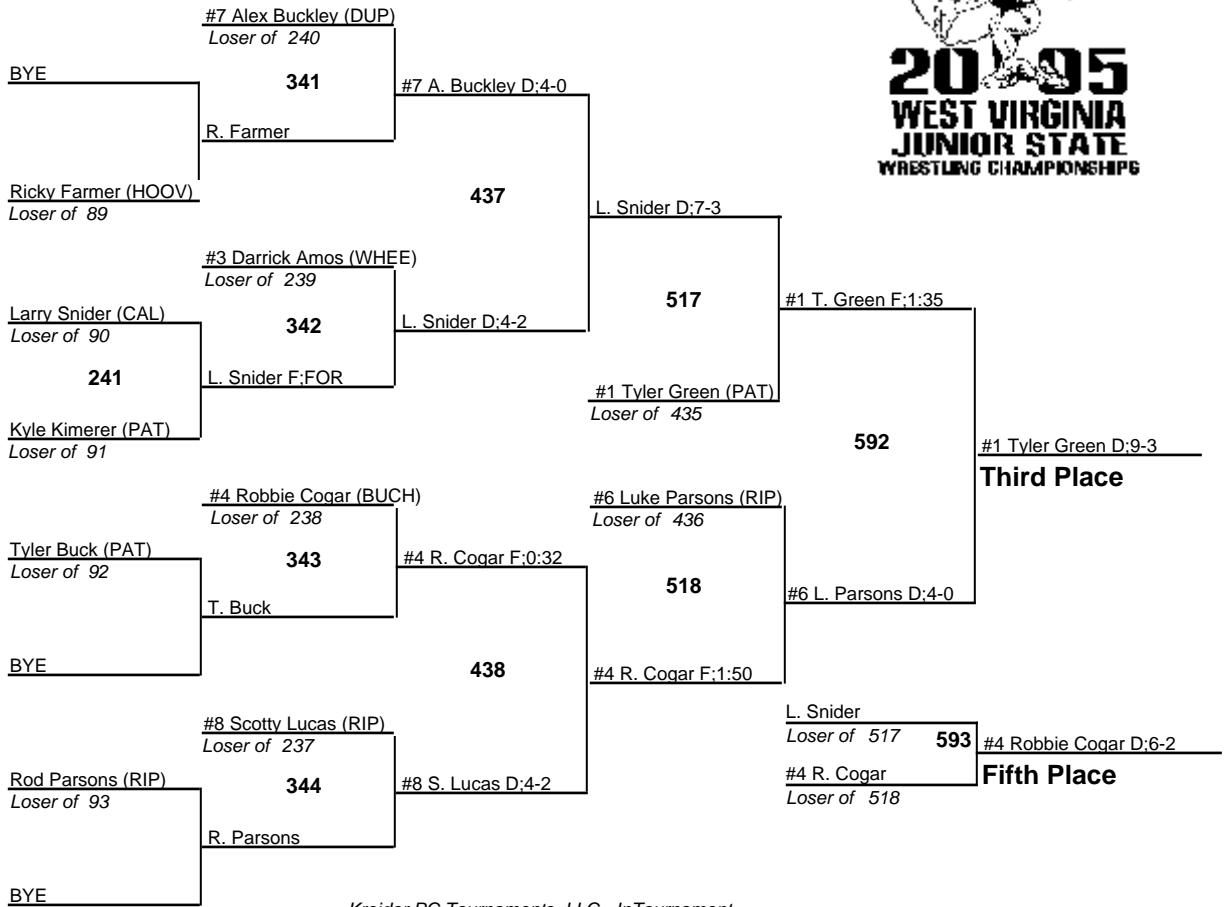 #7 Alex Buckley (DUP)
Loser of 240
BYE
341
#7 A. Buckley D;4-0
R. Farmer
Ricky Farmer (HOOV)
Loser of 89
437
L. Snider D;7-3
#3 Darrick Amos (WHEE)
Loser of 239
Larry Snider (CAL)
Loser of 90
342
L. Snider D;4-2
241
L. Snider F;FOR
Kyle Kimerer (PAT)
Loser of 91
517
#1 T. Green F;1:35
#1 Tyler Green (PAT)
Loser of 435
592
#1 Tyler Green D;9-3
Third Place
#4 Robbie Cogar (BUCH)
Loser of 238
Tyler Buck (PAT)
Loser of 92
343
#4 R. Cogar F;0:32
T. Buck
BYE
#6 Luke Parsons (RIP)
Loser of 436
518
#6 L. Parsons D;4-0
438
#4 R. Cogar F;1:50
#8 Scotty Lucas (RIP)
Loser of 237
Rod Parsons (RIP)
Loser of 93
344
#8 S. Lucas D;4-2
R. Parsons
BYE
L. Snider
Loser of 517
593
#4 Robbie Cogar D;6-2
#4 R. Cogar
Loser of 518
Fifth Place
20 05
WEST VIRGINIA
JUNIOR STATE
WRESTLING CHAMPIONSHIPS
Kreider PC Tournaments, LLC - InTournament